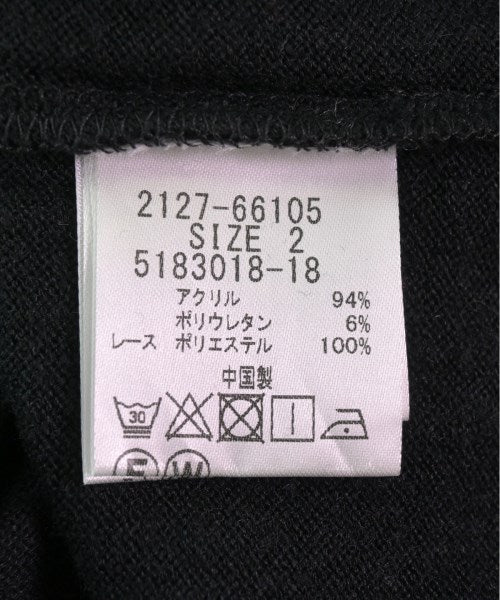 2127-66105
SIZE 2
5183018-18
アクリル 94%
ポリウレタン 6%
レース ポリエステル 100%
中国製
30
W